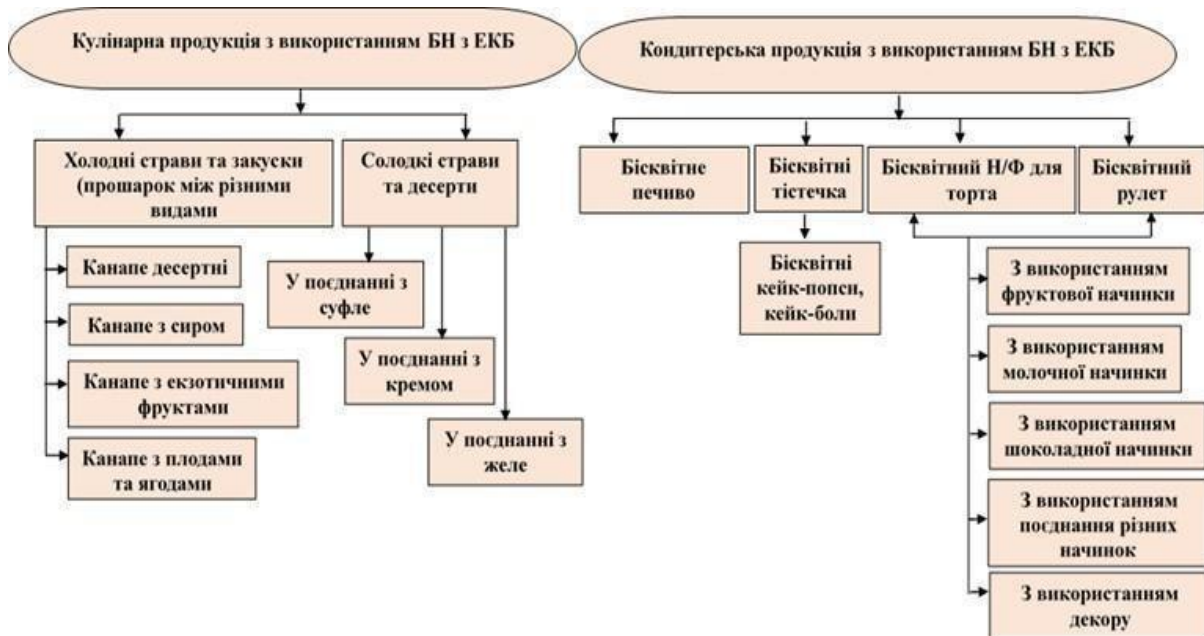 Кулінарна продукція з використанням БН з ЕКБ
Холодні страви та закуски
(прошарок між різними
видами
Канапе десертні
Канапе з сиром
Канапе з екзотичними
фруктами
Канапе з плодами
та ягодами
Солодкі страви
та десерти
У поєднанні з
суфле
У поєднанні з
кремом
У поєднанні з
желе
Кондитерська продукція з використанням БН з ЕКБ
Бісквітне
печиво
Бісквітні
тістечка
Бісквітні
кейк-попси,
кейк-боли
Бісквітний Н/Ф для
торта
Бісквітний
рулет
З використанням
фруктової начинки
З використанням
молочної начинки
З використанням
шоколадної начинки
З використанням
поєднання різних
начинок
З використанням
декору